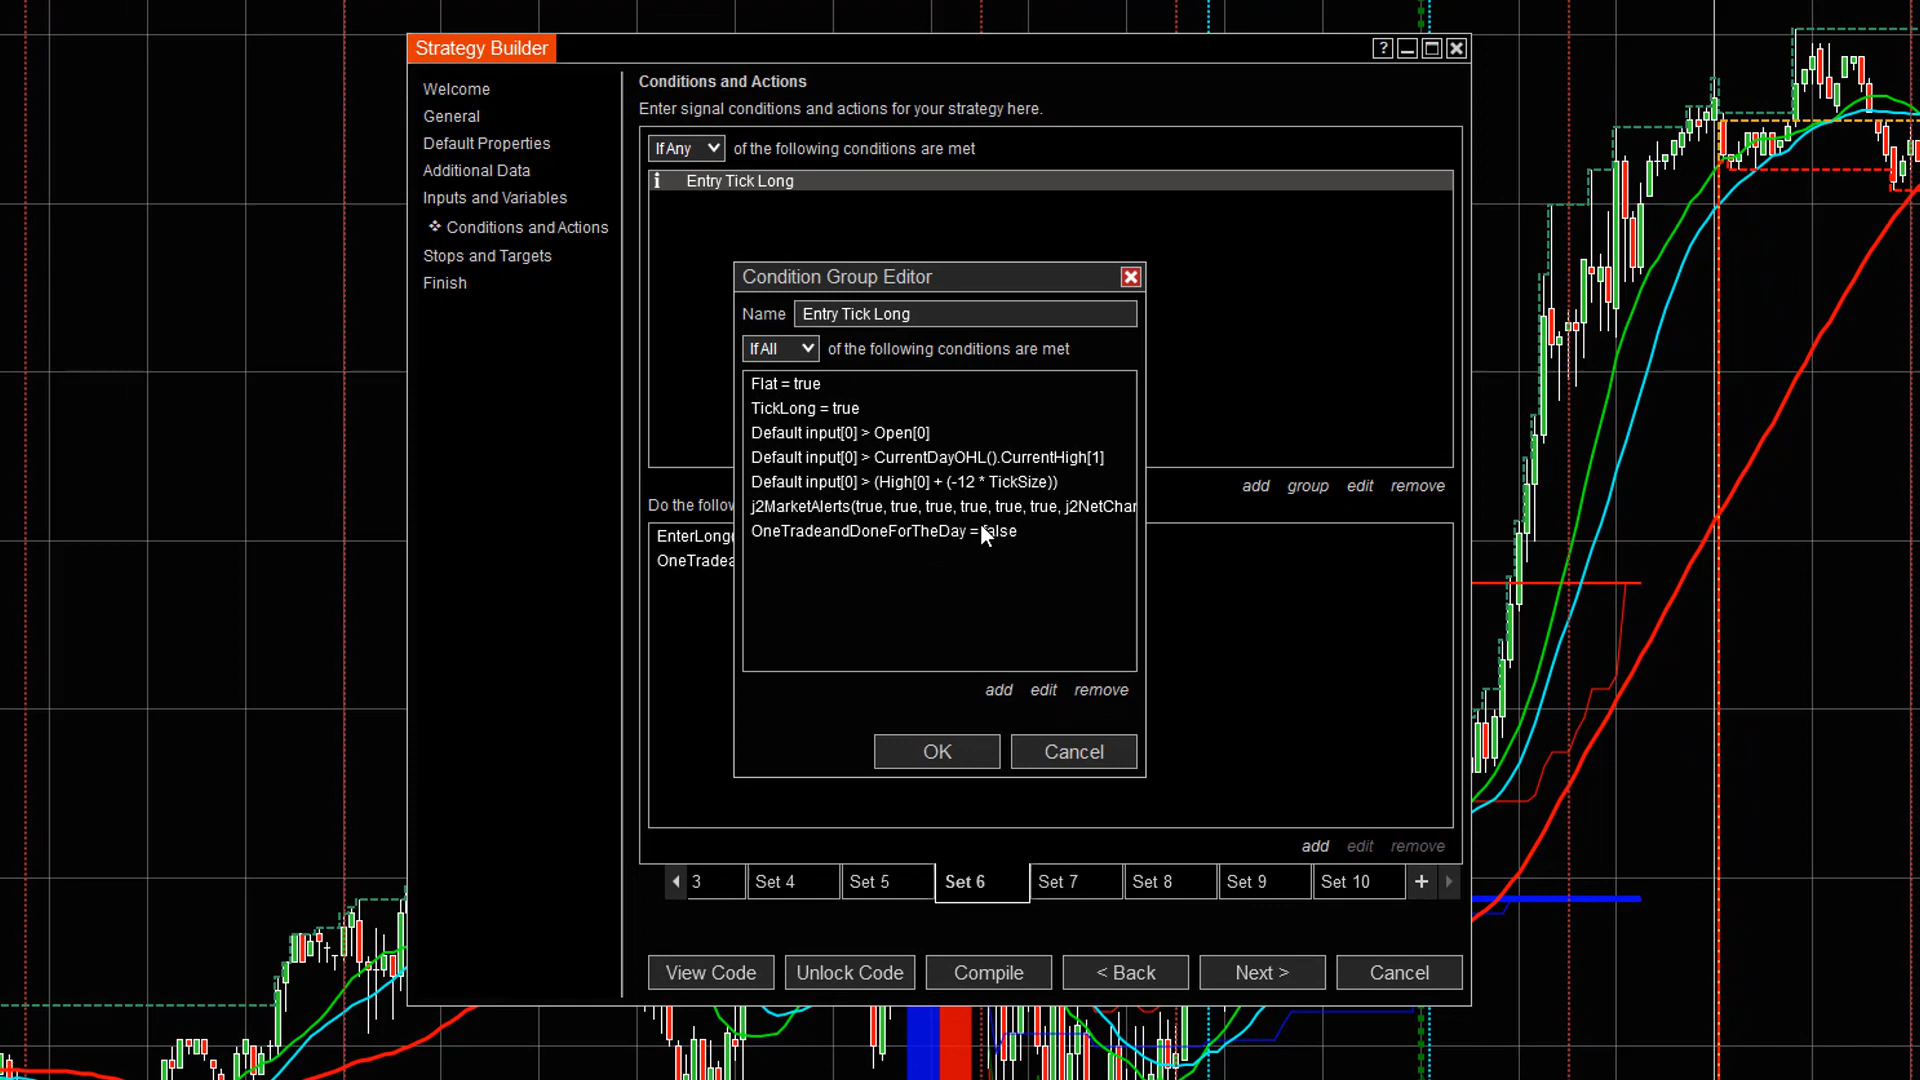 Strategy Builder
?
Welcome
General
Default Properties
Additional Data
Inputs and Variables
Conditions and Actions
Stops and Targets
Finish
Conditions and Actions
Enter signal conditions and actions for your strategy here.
If Any of the following conditions are met
i Entry Tick Long
add group edit remove
Condition Group Editor
Name Entry Tick Long
If All of the following conditions are met
Flat = true
TickLong = true
Default input[0] > Open[0]
Default input[0] > CurrentDayOHL().CurrentHigh[1]
Default input[0] > (High[0] + (-12 * TickSize))
j2MarketAlerts(true, true, true, true, true, true, j2NetChar
OneTradeandDoneForTheDay = false
add edit remove
OK Cancel
Do the follow
EnterLong(
OneTradea
add edit remove
3 Set 4 Set 5 Set 6 Set 7 Set 8 Set 9 Set 10 +
View Code Unlock Code Compile < Back Next > Cancel